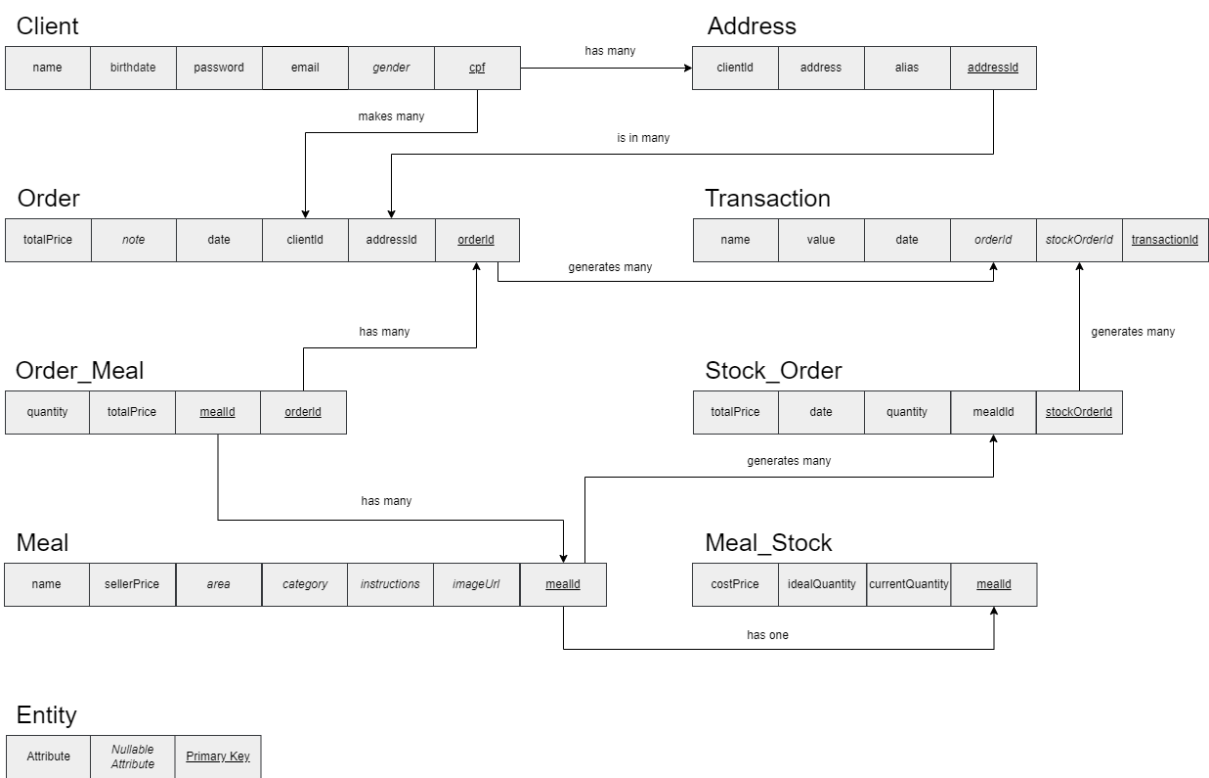 Client
Address
name birthdate password email gender cpf
has many
clientId address alias addressId
makes many
is in many
Order
Transaction
totalPrice note date clientId addressId orderId
name value date orderId stockOrderId transactionId
generates many
has many
generates many
Order_Meal
Stock_Order
quantity totalPrice mealId orderId
totalPrice date quantity mealdId stockOrderId
generates many
has many
Meal
Meal_Stock
name sellerPrice area category instructions imageUrl mealId
costPrice idealQuantity currentQuantity mealId
has one
Entity
Attribute
Nullable
Attribute
Primary Key